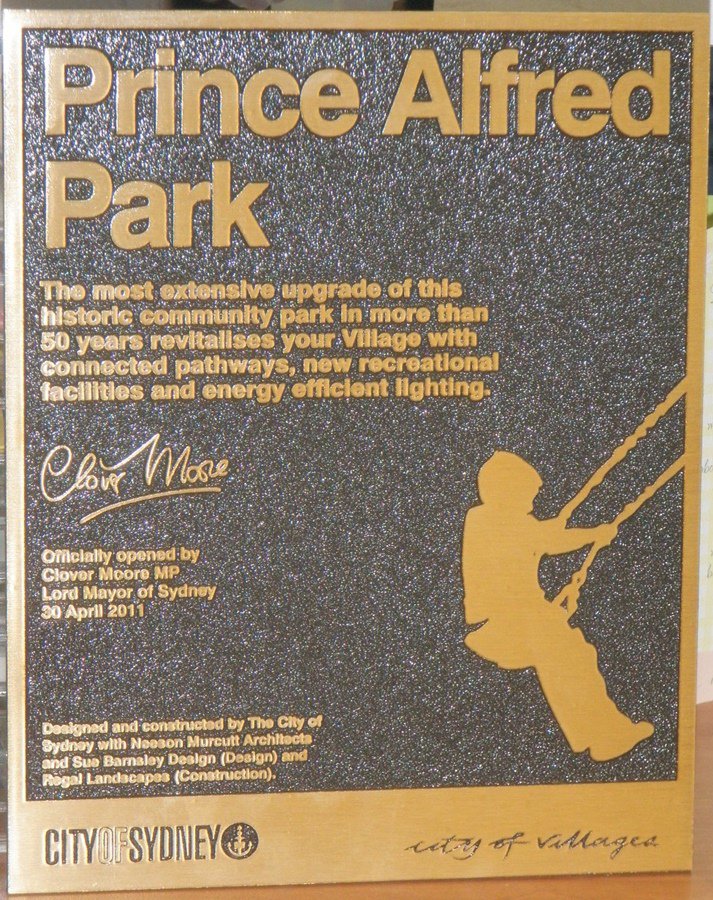 Prince Alfred
Park
The most extensive upgrade of this
historic community park in more than
50 years revitalises your Village with
connected pathways, new recreational
facilities and energy efficient lighting.
Clover Moore
Officially opened by
Clover Moore MP
Lord Mayor of Sydney
30 April 2011
Designed and constructed by The City of
Sydney with Neeson Murcutt Architects
and Sue Barnsley Design (Design) and
Regal Landscapes (Construction).
CITYOFSYDNEY
city of villages